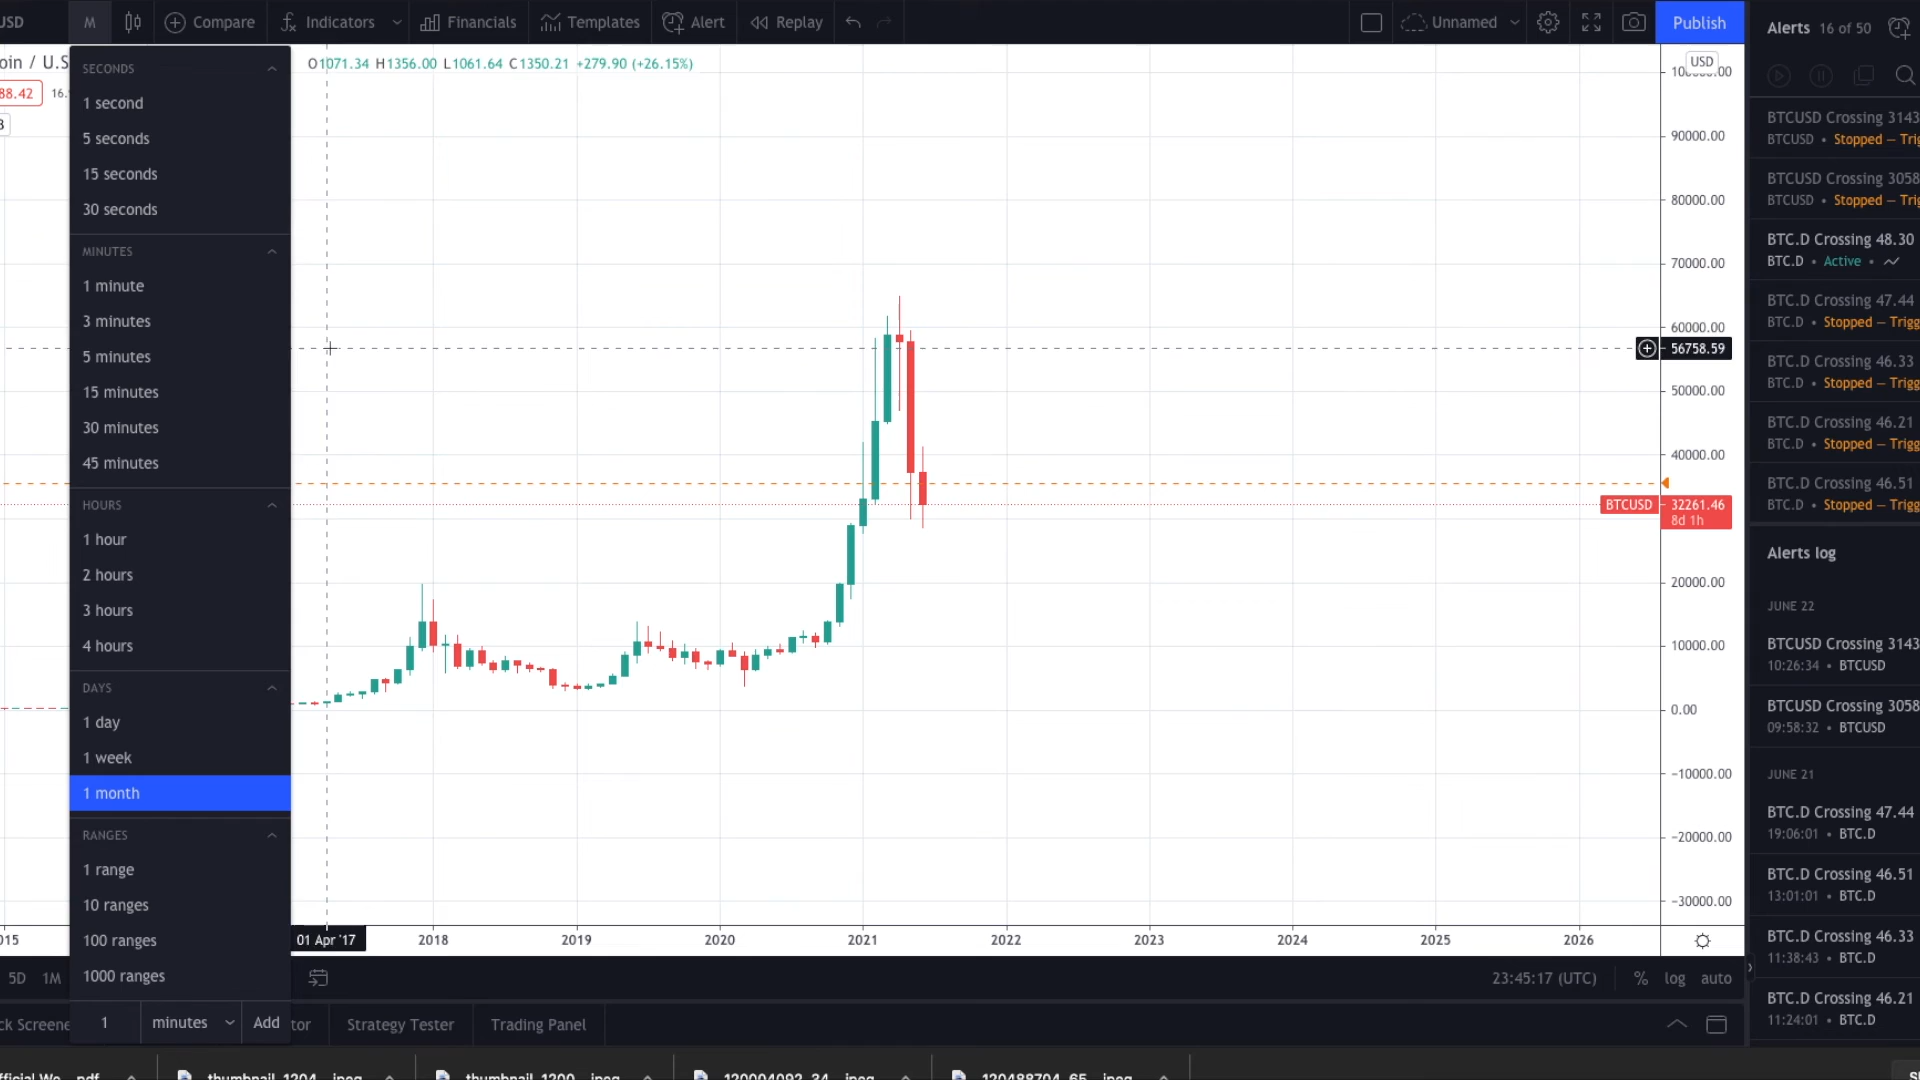 USD M Compare Indicators Financials Templates Alert Replay Unnamed Publish
Alerts 16 of 50
oin / U.S O1071.34 H1356.00 L1061.64 C1350.21 +279.90 (+26.15%)
88.42 16.
SECONDS
1 second
5 seconds
15 seconds
30 seconds
MINUTES
1 minute
3 minutes
5 minutes
15 minutes
30 minutes
45 minutes
HOURS
1 hour
2 hours
3 hours
4 hours
DAYS
1 day
1 week
1 month
RANGES
1 range
10 ranges
100 ranges
1000 ranges
1 minutes Add
USD
90000.00
80000.00
70000.00
60000.00
56758.59
50000.00
40000.00
BTCUSD 32261.46
8d 1h
20000.00
10000.00
0.00
−10000.00
−20000.00
−30000.00
015 01 Apr '17 2018 2019 2020 2021 2022 2023 2024 2025 2026
5D 1M 23:45:17 (UTC) % log auto
ck Screene tor Strategy Tester Trading Panel
BTCUSD Crossing 3143
BTCUSD • Stopped – Trig
BTCUSD Crossing 3058
BTCUSD • Stopped – Trig
BTC.D Crossing 48.30
BTC.D • Active •
BTC.D Crossing 47.44
BTC.D • Stopped – Trigg
BTC.D Crossing 46.33
BTC.D • Stopped – Trigg
BTC.D Crossing 46.21
BTC.D • Stopped – Trigg
BTC.D Crossing 46.51
BTC.D • Stopped – Trigg
Alerts log
JUNE 22
BTCUSD Crossing 3143
10:26:34 • BTCUSD
BTCUSD Crossing 3058
09:58:32 • BTCUSD
JUNE 21
BTC.D Crossing 47.44
19:06:01 • BTC.D
BTC.D Crossing 46.51
13:01:01 • BTC.D
BTC.D Crossing 46.33
11:38:43 • BTC.D
BTC.D Crossing 46.21
11:24:01 • BTC.D